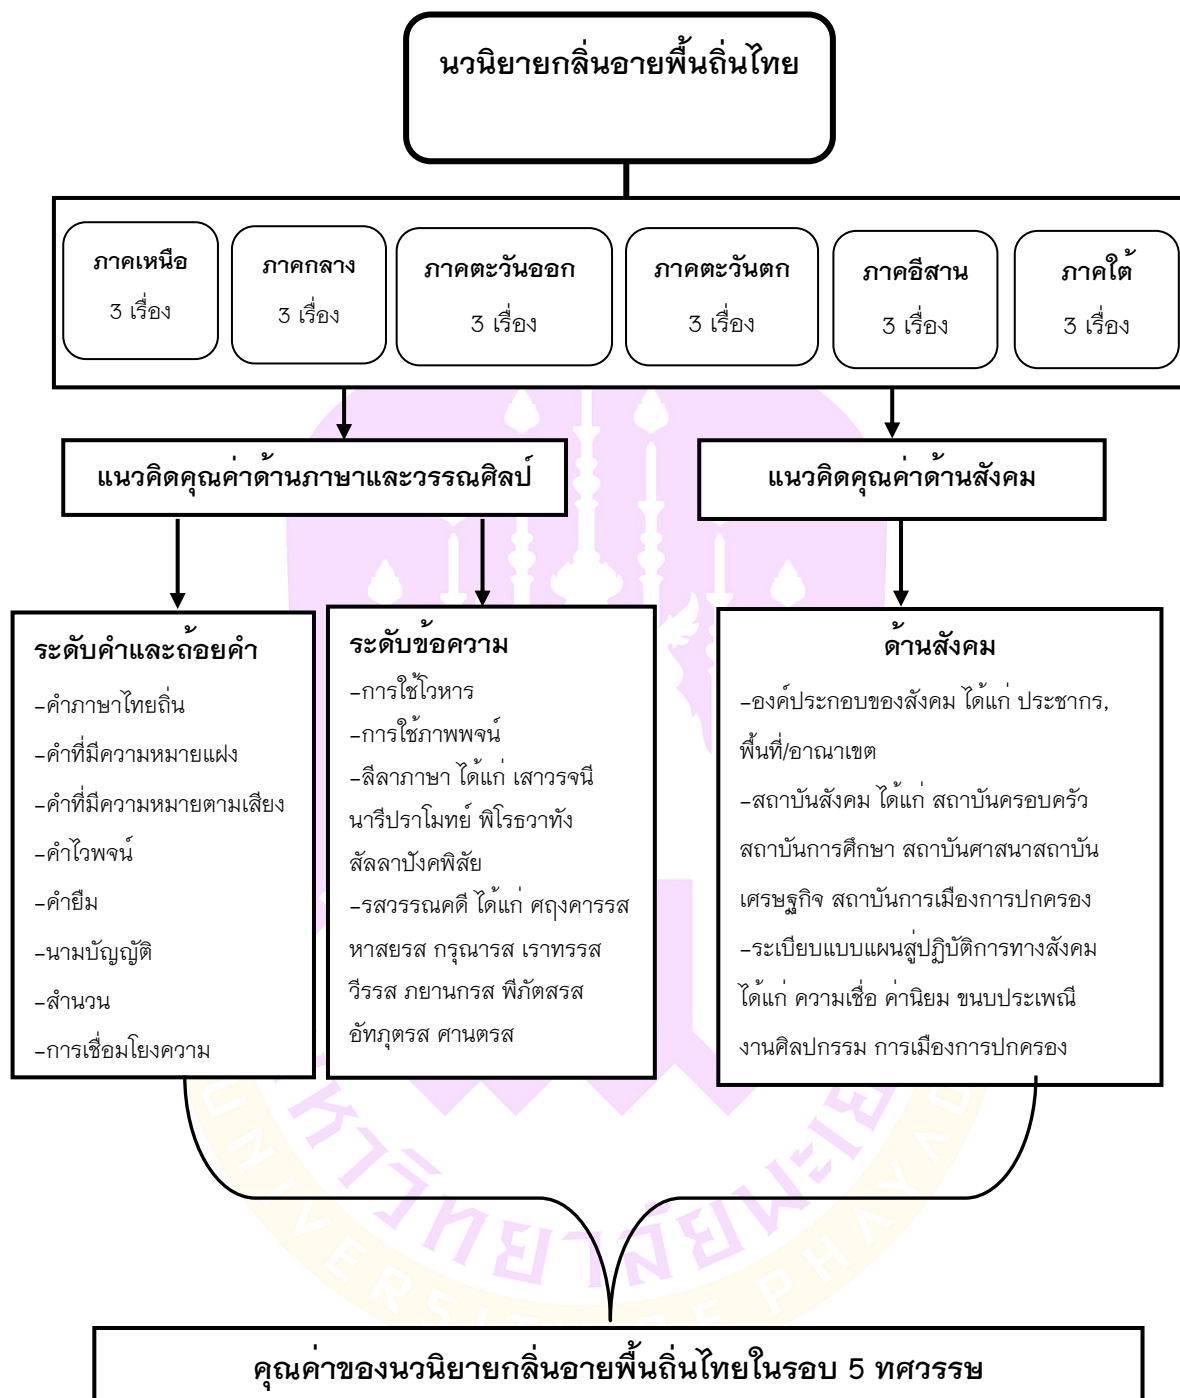 นวนิยายกลิ่นอายพื้นถิ่นไทย
ภาคเหนือ
3 เรื่อง
ภาคกลาง
3 เรื่อง
ภาคตะวันออก
3 เรื่อง
ภาคตะวันตก
3 เรื่อง
ภาคอีสาน
3 เรื่อง
ภาคใต้
3 เรื่อง
แนวคิดคุณค่าด้านภาษาและวรรณศิลป์
แนวคิดคุณค่าด้านสังคม
ระดับคำและถ้อยคำ
-คำภาษาไทยถิ่น
-คำที่มีความหมายแฝง
-คำที่มีความหมายตามเสียง
-คำไวพจน์
-คำยืม
-นามบัญญัติ
-สำนวน
-การเชื่อมโยงความ
ระดับข้อความ
-การใช้โวหาร
-การใช้ภาพพจน์
-ลีลาภาษา ได้แก่ เสาวรจนี
นารีปราโมทย์ พิโรธวาทัง
สัลลาปังคพิสัย
-รสวรรณคดี ได้แก่ ศฤงคารรส
หาสยรส กรุณารส เราทรรส
วีรรส ภยานกรส พีภัตสรส
อัทภุตรส ศานตรส
ด้านสังคม
-องค์ประกอบของสังคม ได้แก่ ประชากร,
พื้นที่/อาณาเขต
-สถาบันสังคม ได้แก่ สถาบันครอบครัว
สถาบันการศึกษา สถาบันศาสนาสถาบัน
เศรษฐกิจ สถาบันการเมืองการปกครอง
-ระเบียบแบบแผนสู่ปฏิบัติการทางสังคม
ได้แก่ ความเชื่อ ค่านิยม ขนบประเพณี
งานศิลปกรรม การเมืองการปกครอง
คุณค่าของนวนิยายกลิ่นอายพื้นถิ่นไทยในรอบ 5 ทศวรรษ